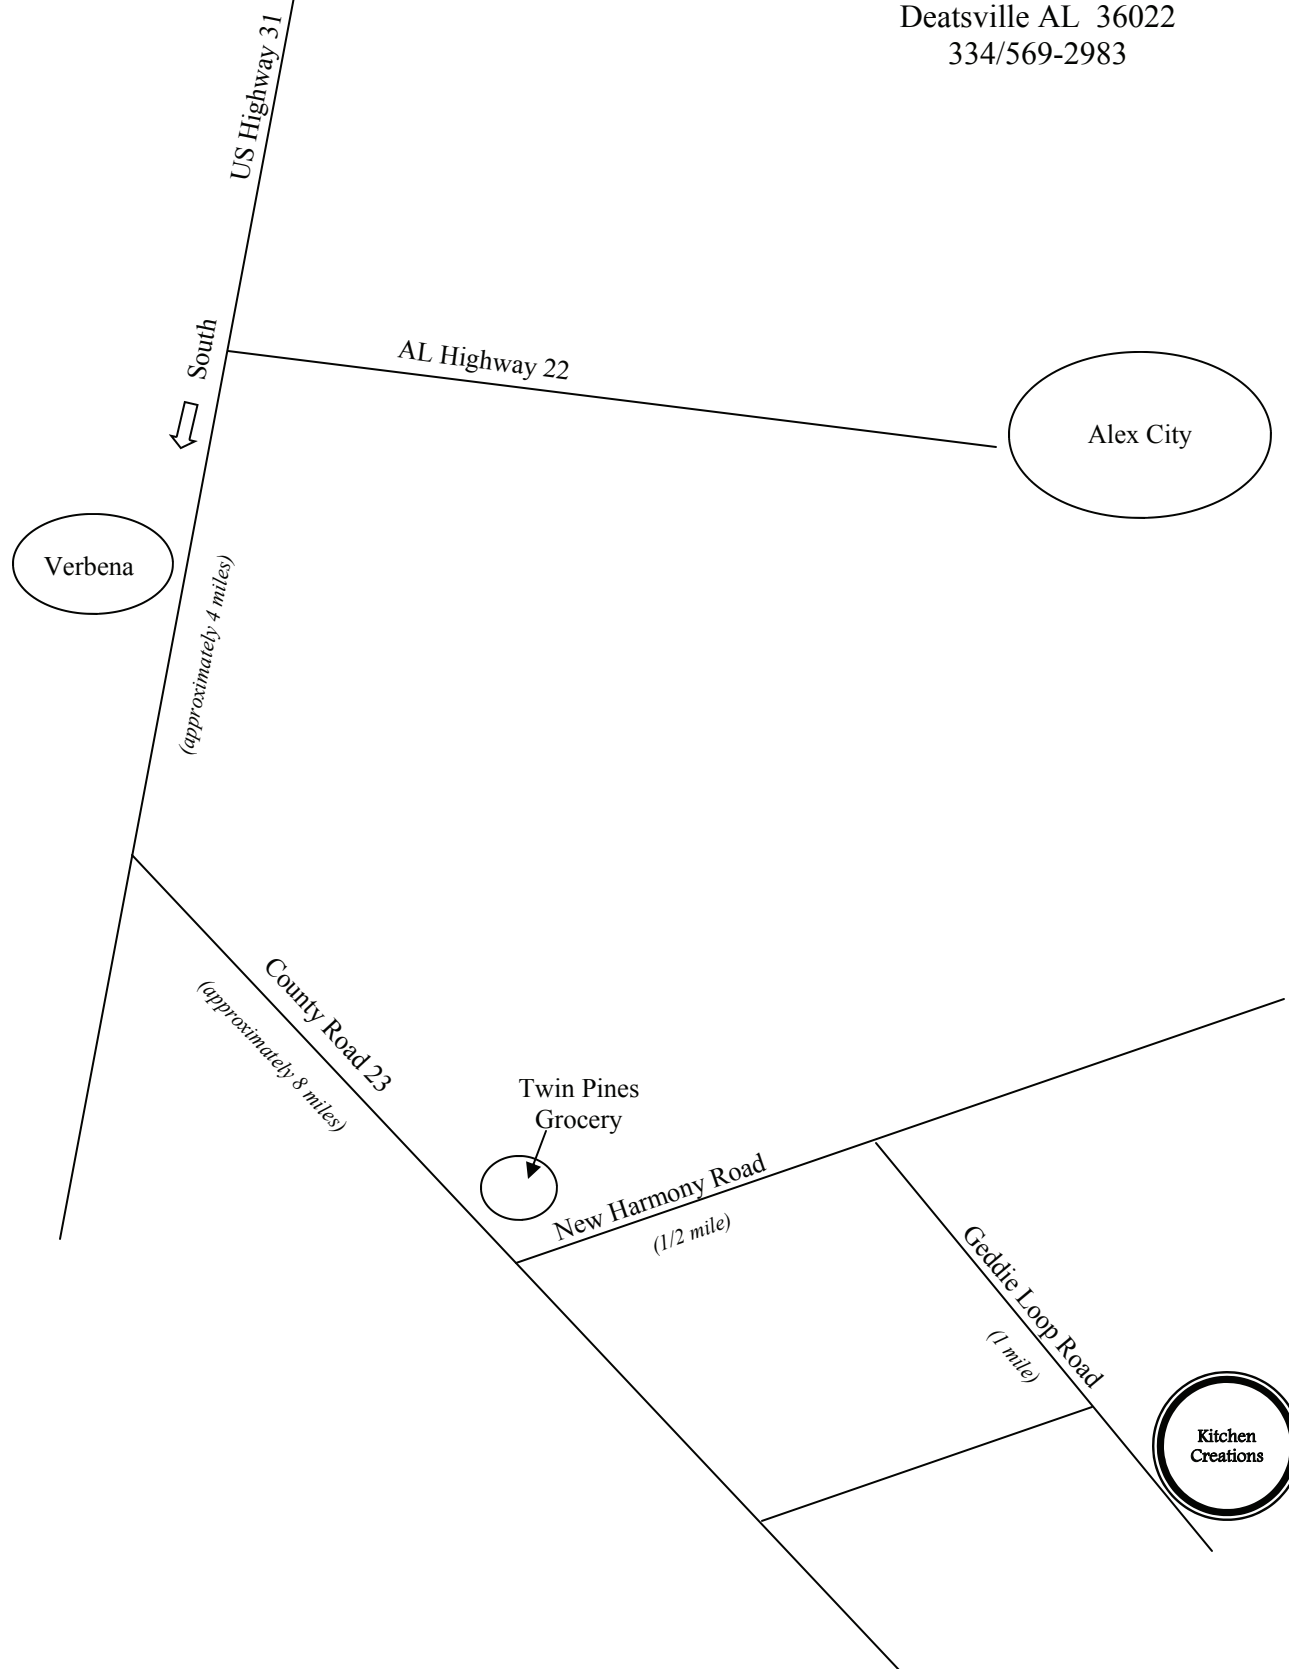 Deatsville AL 36022
334/569-2983
US Highway 31
South
AL Highway 22
Alex City
Verbena
(approximately 4 miles)
County Road 23
(approximately 8 miles)
Twin Pines
Grocery
New Harmony Road
(1/2 mile)
Geddie Loop Road
(1 mile)
Kitchen
Creations